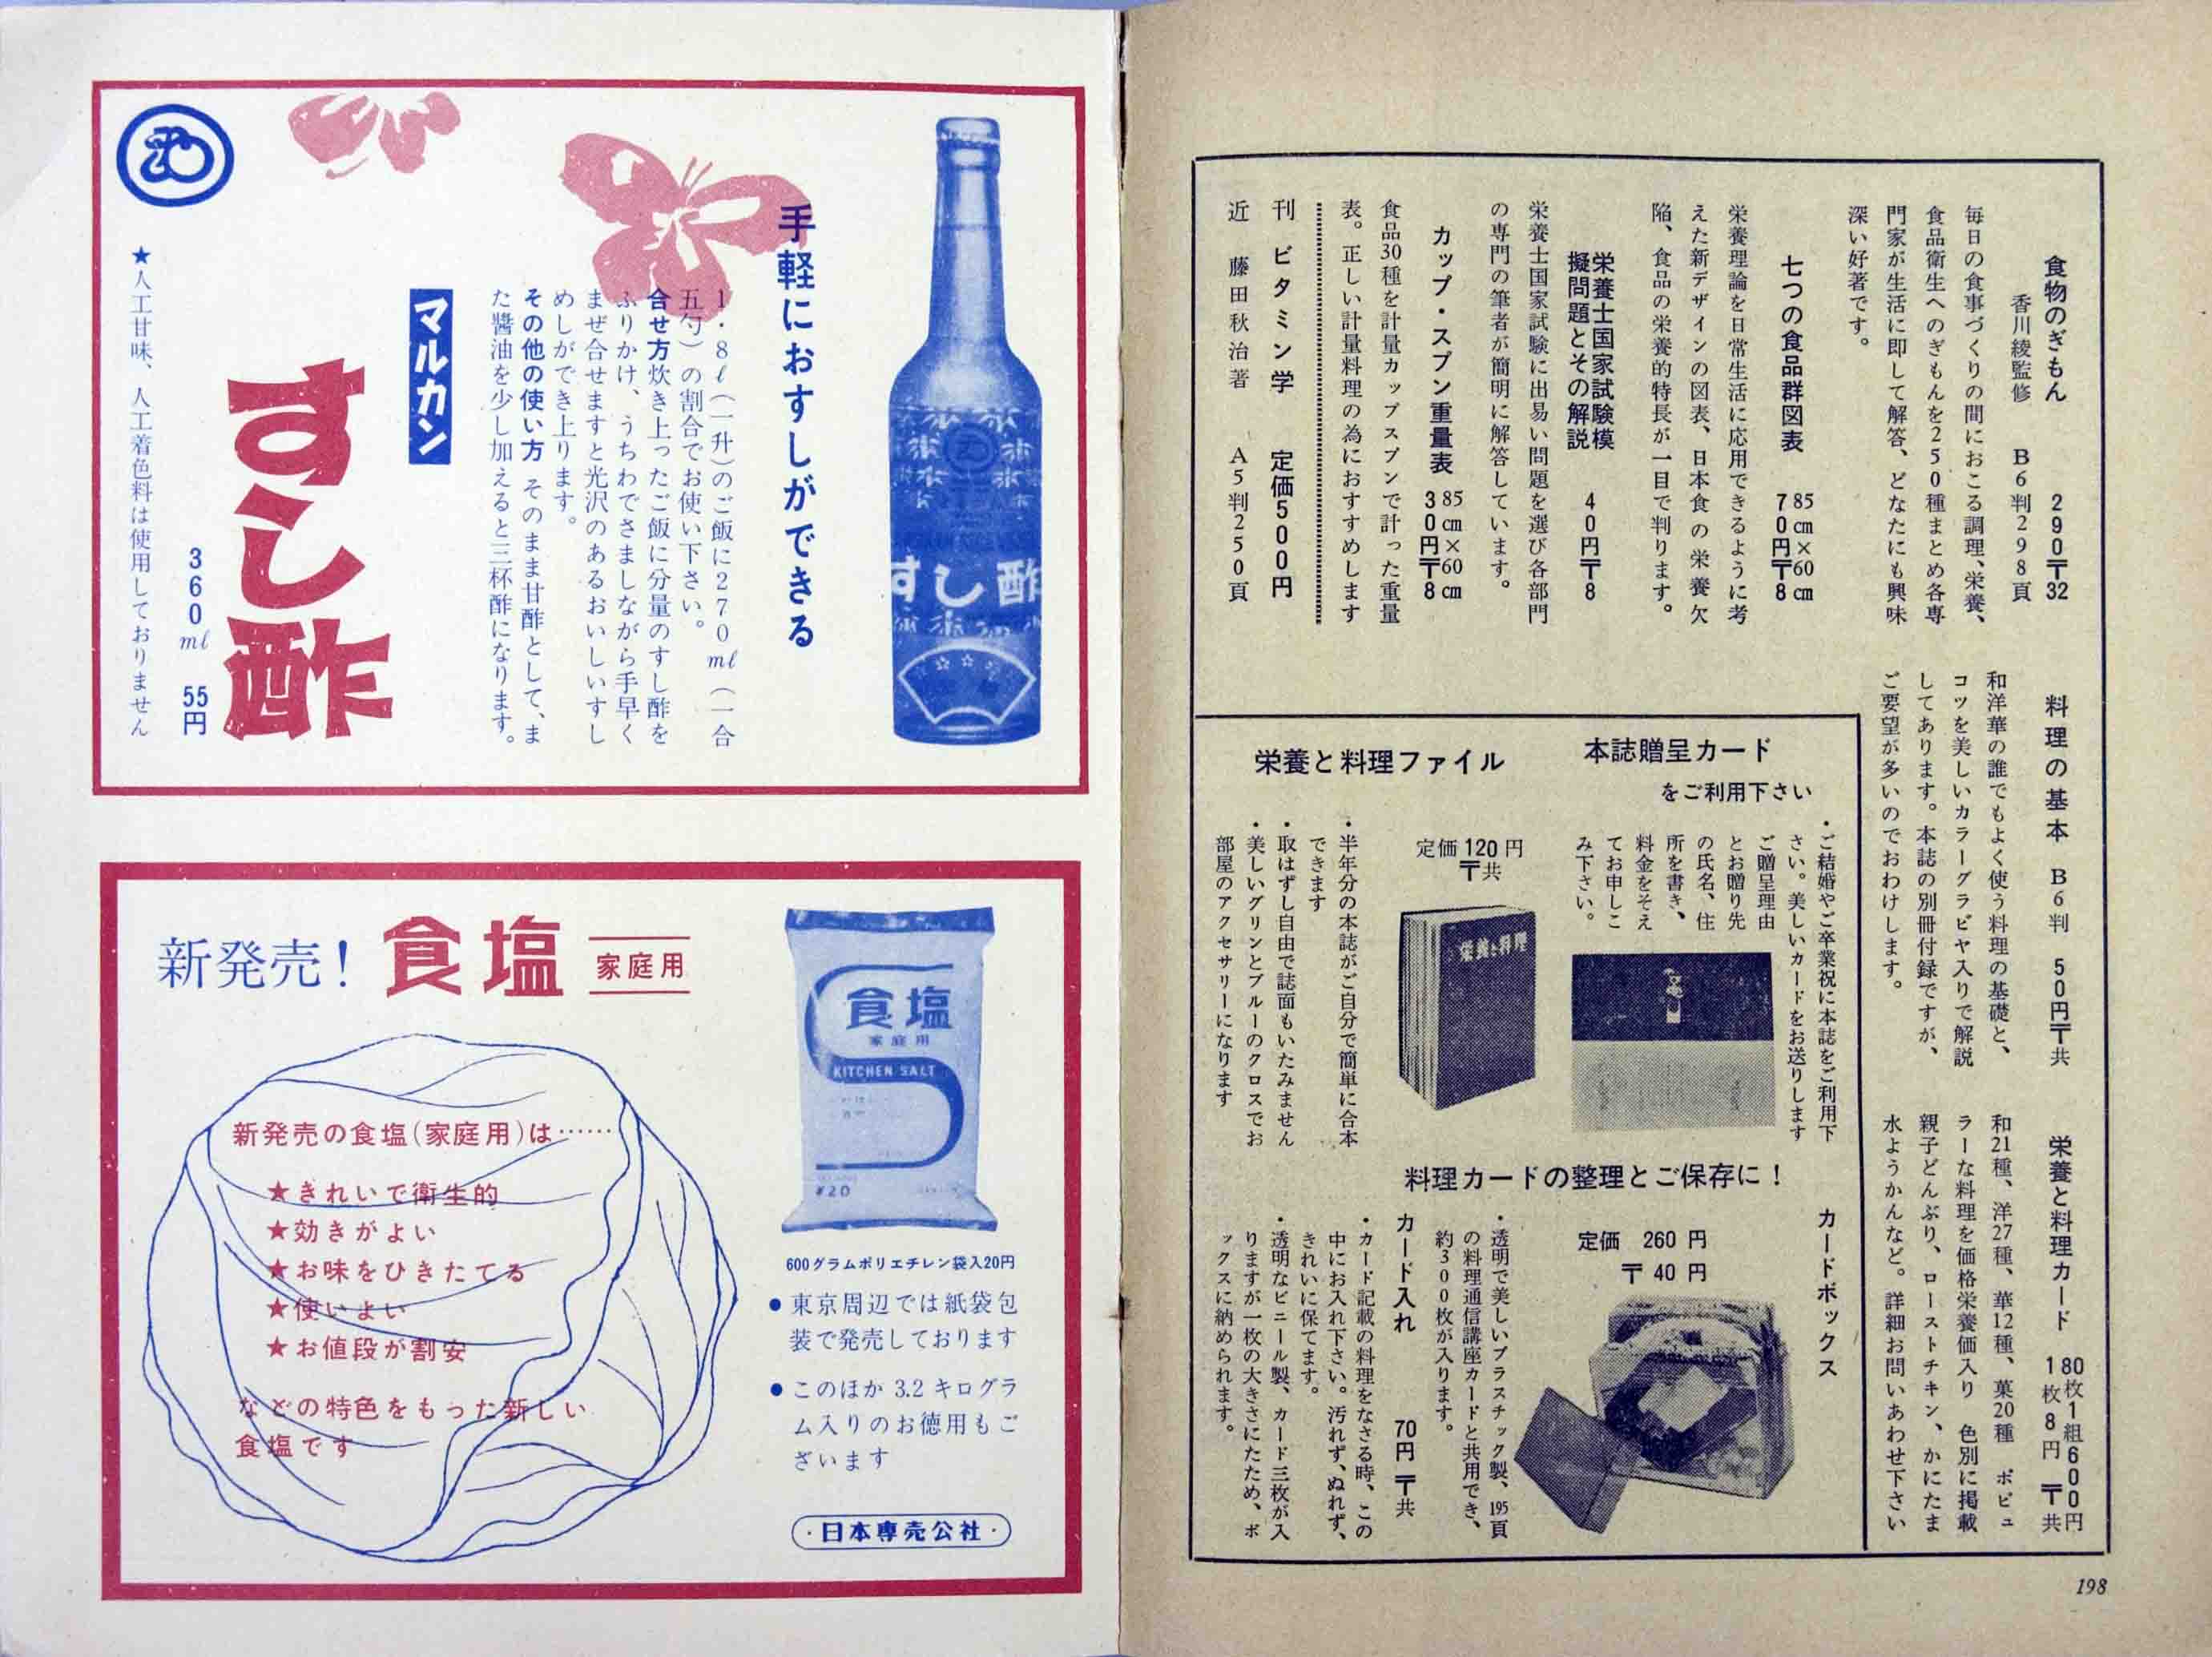 食物のぎもん 290〒32
香川綾監修 B6判298頁
毎日の食事づくりの間におこる調理、栄養、
食品衛生へのぎもんを250種まとめ各専
門家が生活に即して解答、どなたにも興味
深い好著です。
七つの食品群図表 85cm×60cm
70円〒8
栄養理論を日常生活に応用できるように考
えた新デザインの図表、日本食の栄養欠
陥、食品の栄養的特長が一目で判ります。
栄養士国家試験模
擬問題とその解説 40円〒8
栄養士国家試験に出易い問題を選び各部門
の専門の筆者が簡明に解答しています。
カップ・スプン重量表 85cm×60cm
30円〒8
食品30種を計量カップスプンで計った重量
表。正しい計量料理の為におすすめします
近刊
ビタミン学 定価500円
藤田秋治著 A5判250頁
料理の基本 B6判 50円〒共
和洋華の誰でもよく使う料理の基礎と、
コツを美しいカラーグラビヤ入りで解説
してあります。本誌の別冊付録ですが、
ご要望が多いのでおわけします。
栄養と料理カード 80枚1組600円
1枚8円 〒共
和21種、洋27種、華12種、菓20種 ポピュ
ラーな料理を価格栄養価入り 色別に掲載
親子どんぶり、ローストチキン、かにたま
水ようかんなど。詳細お問いあわせ下さい
本誌贈呈カード
をご利用下さい
・ご結婚やご卒業祝に本誌をご利用下
さい。美しいカードをお送りします
ご贈呈理由
とお贈り先
の氏名、住
所を書き、
料金をそえ
てお申しこ
み下さい。
栄養と料理ファイル
定価120円
〒共
栄養と料理
・半年分の本誌がご自分で簡単に合本
できます
・取はずし自由で誌面もいたみません
・美しいグリンとブルーのクロスでお
部屋のアクセサリーになります
料理カードの整理とご保存に!
カードボックス
定価 260円
〒40円
・透明で美しいプラスチック製、195頁
の料理通信講座カードと共用でき、
約300枚が入ります。
カード入れ 70円〒共
・カード記載の料理をなさる時、この
中にお入れ下さい。汚れず、ぬれず、
きれいに保てます。
・透明なビニール製、カード三枚が入
りますが一枚の大きさにたため、ボ
ックスに納められます。
198
手軽におすしができる
1.8ℓ(一升)のご飯に270ml(一合
五勺)の割合でお使い下さい。
合せ方 炊き上ったご飯に分量のすし酢を
ふりかけ、うちわでさましながら手早く
まぜ合せますと光沢のあるおいしいすし
めしができ上ります。
その他の使い方 そのまま甘酢として、ま
た醬油を少し加えると三杯酢になります。
マルカン
すし酢
360ml 55円
★人工甘味、人工着色料は使用しておりません
すし酢
新発売! 食塩 家庭用
新発売の食塩(家庭用)は……
★きれいで衛生的
★効きがよい
★お味をひきたてる
★使いよい
★お値段が割安
などの特色をもった新しい
食塩です
食塩
家庭用
KITCHEN SALT
¥20
600グラムポリエチレン袋入20円
●東京周辺では紙袋包
装で発売しております
●このほか 3.2 キログラ
ム入りのお徳用もご
ざいます
・日本専売公社・